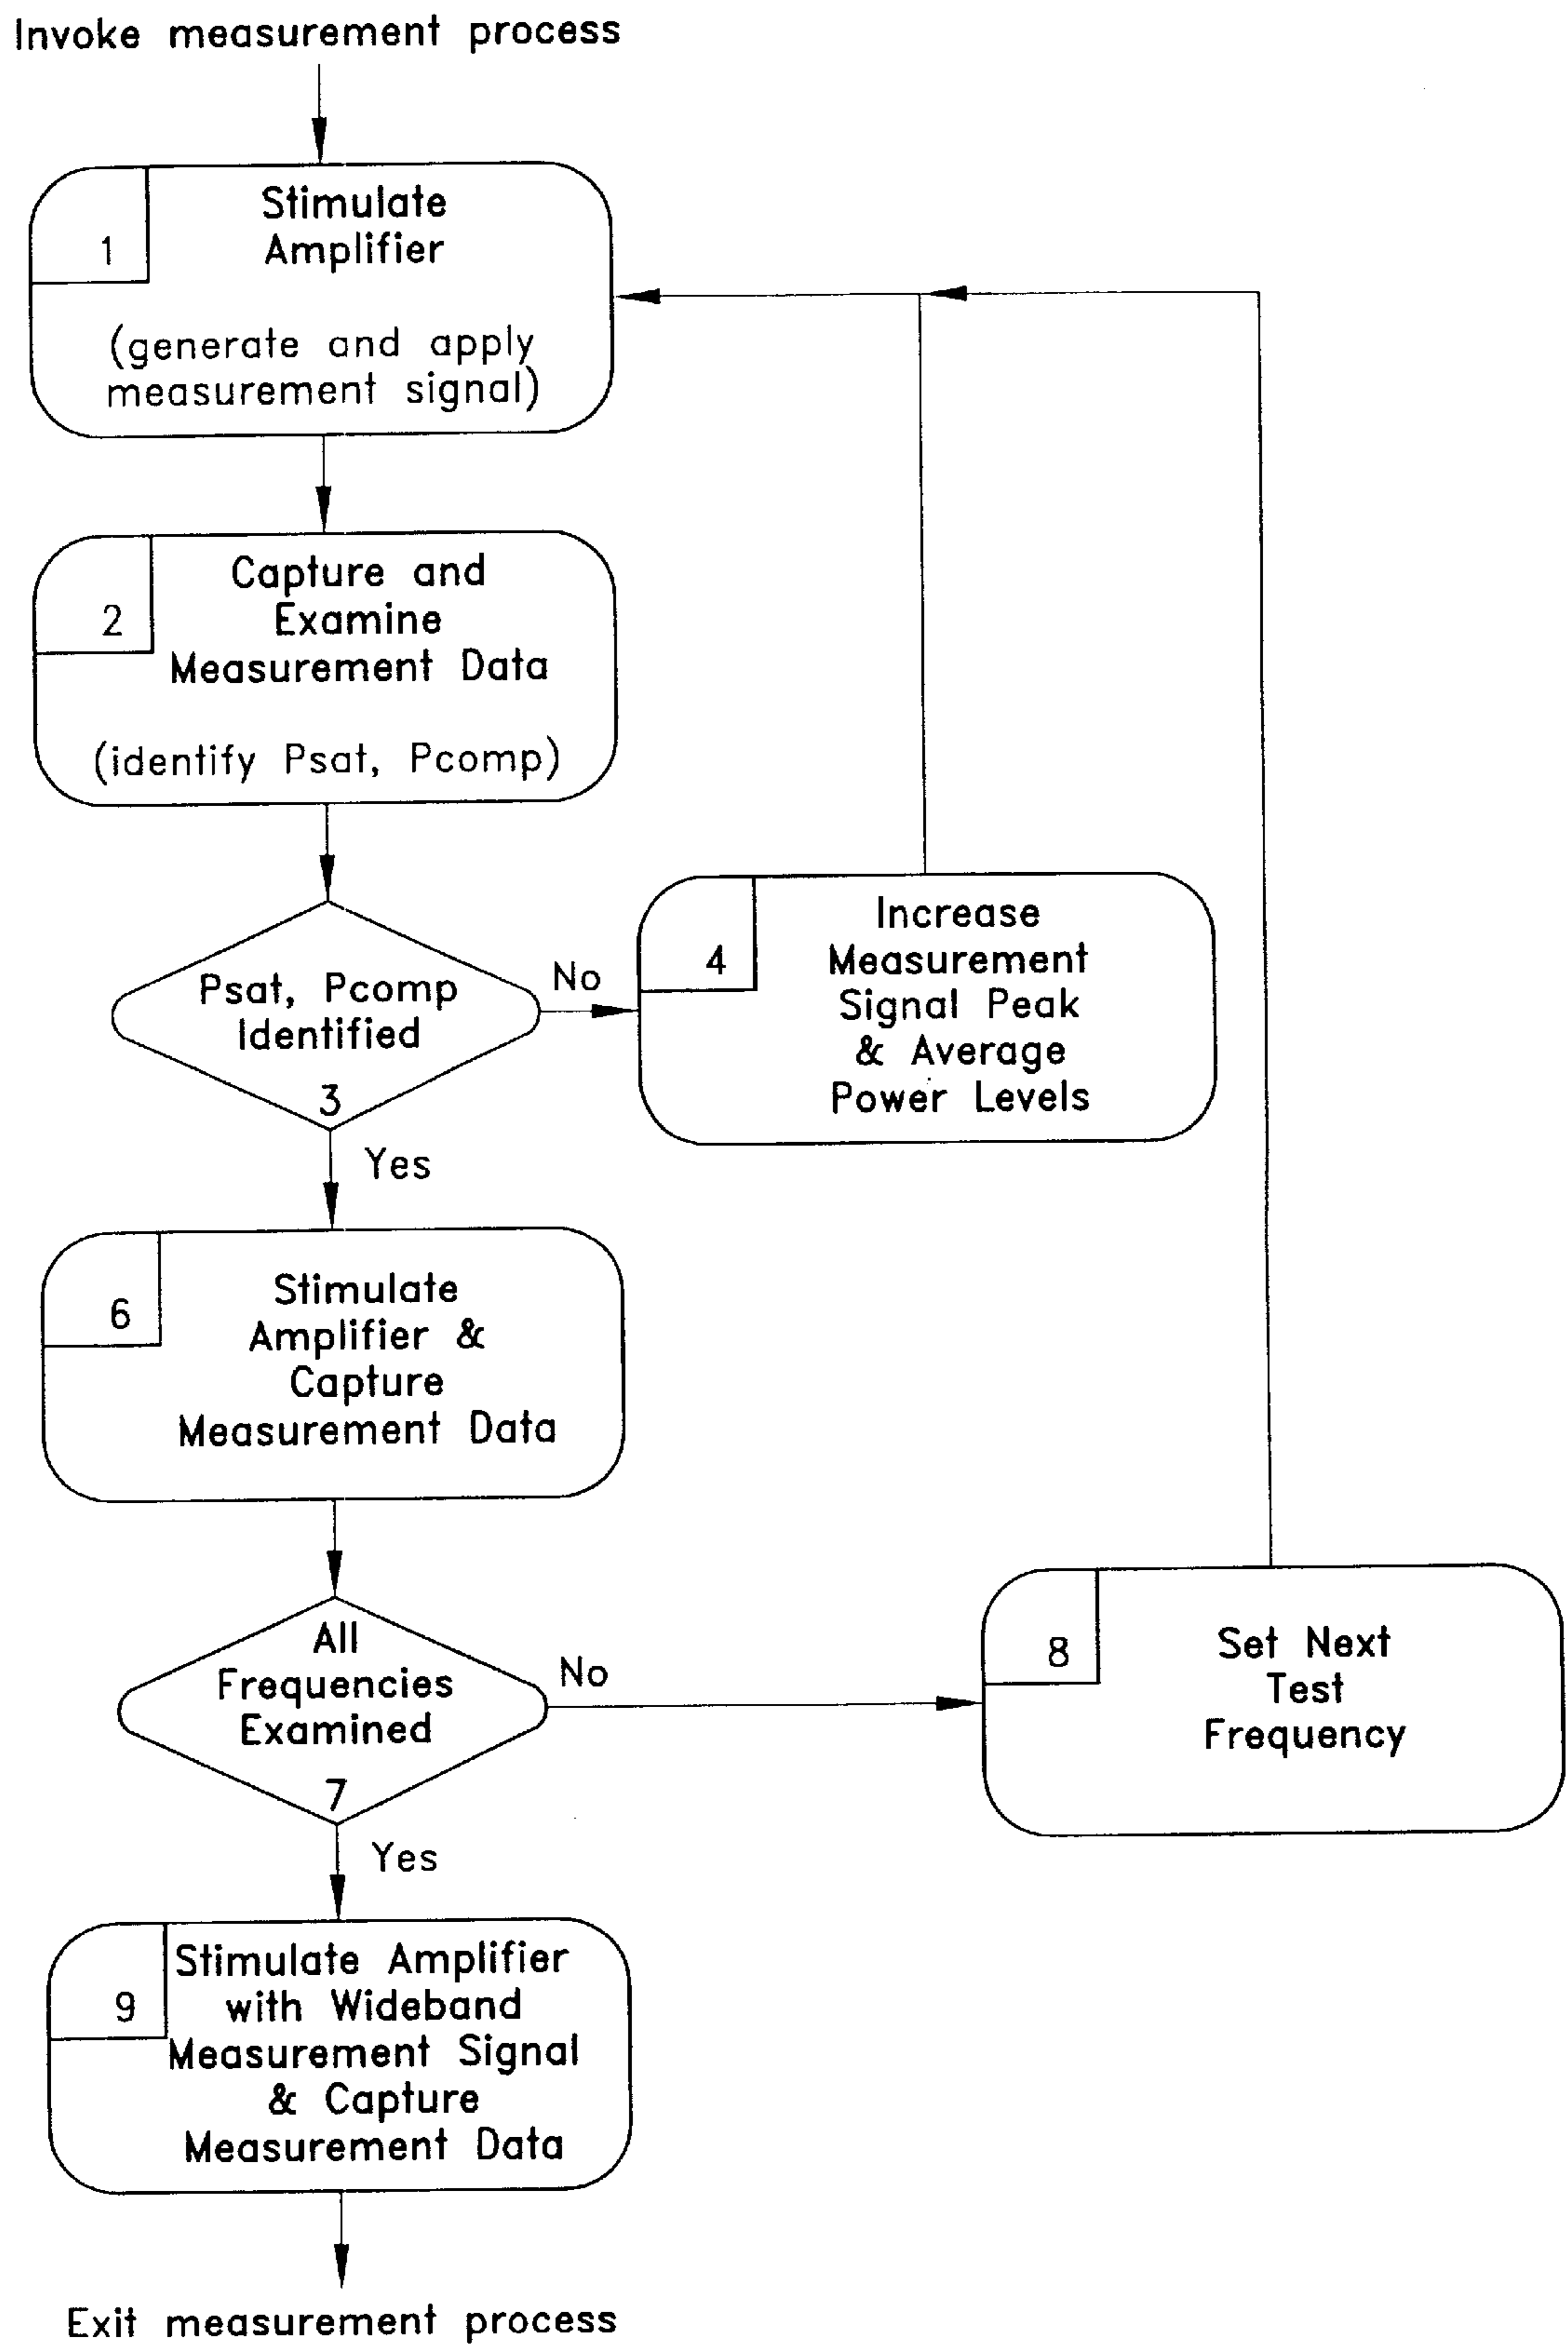 Invoke measurement process
1
Stimulate
Amplifier
(generate and apply
measurement signal)
2
Capture and
Examine
Measurement Data
(identify Psat, Pcomp)
Psat, Pcomp
Identified
3
No
Yes
4
Increase
Measurement
Signal Peak
& Average
Power Levels
6
Stimulate
Amplifier &
Capture
Measurement Data
All
Frequencies
Examined
7
No
Yes
8
Set Next
Test
Frequency
9
Stimulate Amplifier
with Wideband
Measurement Signal
& Capture
Measurement Data
Exit measurement process